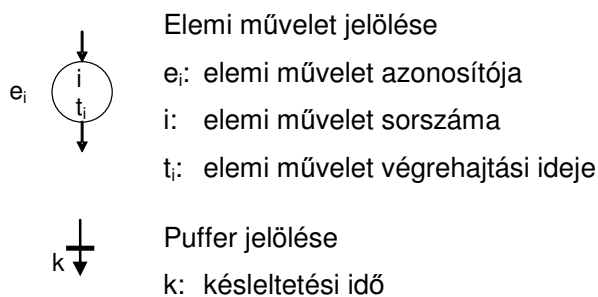 Elemi művelet jelölése
eᵢ
i
tᵢ
eᵢ: elemi művelet azonosítója
i: elemi művelet sorszáma
tᵢ: elemi művelet végrehajtási ideje
Puffer jelölése
k
k: késleltetési idő